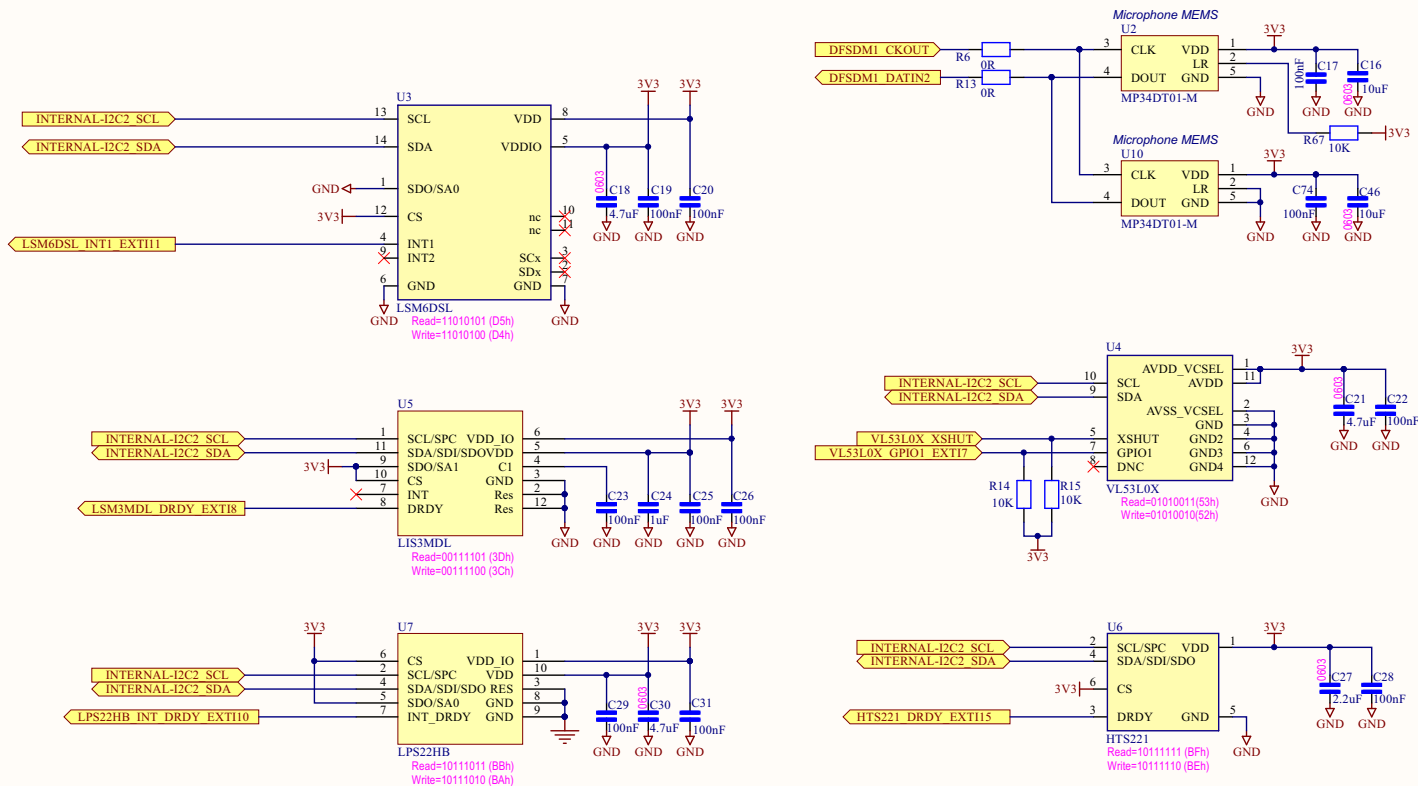 Microphone MEMS
U2
DFSDM1_CKOUT
R6
0R
3
CLK
VDD
1
3V3
DFSDM1_DATIN2
R13
0R
4
DOUT
LR
2
GND
5
MP34DT01-M
GND
100nF
C17
GND
C16
0603
10uF
GND
R67
10K
3V3
Microphone MEMS
U10
3
CLK
VDD
1
3V3
LR
2
4
DOUT
GND
5
MP34DT01-M
GND
C74
100nF
GND
C46
0603
10uF
GND
U3
INTERNAL-I2C2_SCL
13
SCL
VDD
8
3V3
3V3
INTERNAL-I2C2_SDA
14
SDA
VDDIO
5
GND
1
SDO/SA0
3V3
12
CS
nc
10
nc
11
LSM6DSL_INT1_EXTI11
4
INT1
9
INT2
SCx
3
SDx
2
6
GND
GND
7
GND
LSM6DSL
GND
Read=11010101 (D5h)
Write=11010100 (D4h)
0603
C18
4.7uF
GND
C19
100nF
GND
C20
100nF
GND
U4
INTERNAL-I2C2_SCL
10
SCL
AVDD_VCSEL
1
3V3
INTERNAL-I2C2_SDA
9
SDA
AVDD
11
AVSS_VCSEL
2
GND
3
VL53L0X_XSHUT
5
XSHUT
GND2
4
VL53L0X_GPIO1_EXTI7
7
GPIO1
GND3
6
8
DNC
GND4
12
VL53L0X
GND
Read=01010011(53h)
Write=01010010(52h)
R14
10K
R15
10K
3V3
0603
C21
4.7uF
GND
C22
100nF
GND
U5
INTERNAL-I2C2_SCL
1
SCL/SPC
VDD_IO
6
3V3
3V3
INTERNAL-I2C2_SDA
11
SDA/SDI/SDO
VDD
5
3V3
9
SDO/SA1
C1
4
10
CS
GND
3
7
INT
Res
2
LSM3MDL_DRDY_EXTI8
8
DRDY
Res
12
LIS3MDL
GND
Read=00111101 (3Dh)
Write=00111100 (3Ch)
C23
100nF
GND
C24
1uF
GND
C25
100nF
GND
C26
100nF
GND
U7
3V3
6
CS
VDD_IO
1
3V3
3V3
INTERNAL-I2C2_SCL
2
SCL/SPC
VDD
10
INTERNAL-I2C2_SDA
4
SDA/SDI/SDO
RES
3
5
SDO/SA0
GND
8
LPS22HB_INT_DRDY_EXTI10
7
INT_DRDY
GND
9
LPS22HB
Read=10111011 (BBh)
Write=10111010 (BAh)
C29
100nF
GND
0603
C30
4.7uF
GND
C31
100nF
GND
U6
INTERNAL-I2C2_SCL
2
SCL/SPC
VDD
1
3V3
INTERNAL-I2C2_SDA
4
SDA/SDI/SDO
3V3
6
CS
HTS221_DRDY_EXTI15
3
DRDY
GND
5
HTS221
GND
Read=10111111 (BFh)
Write=10111110 (BEh)
0603
C27
2.2uF
GND
C28
100nF
GND